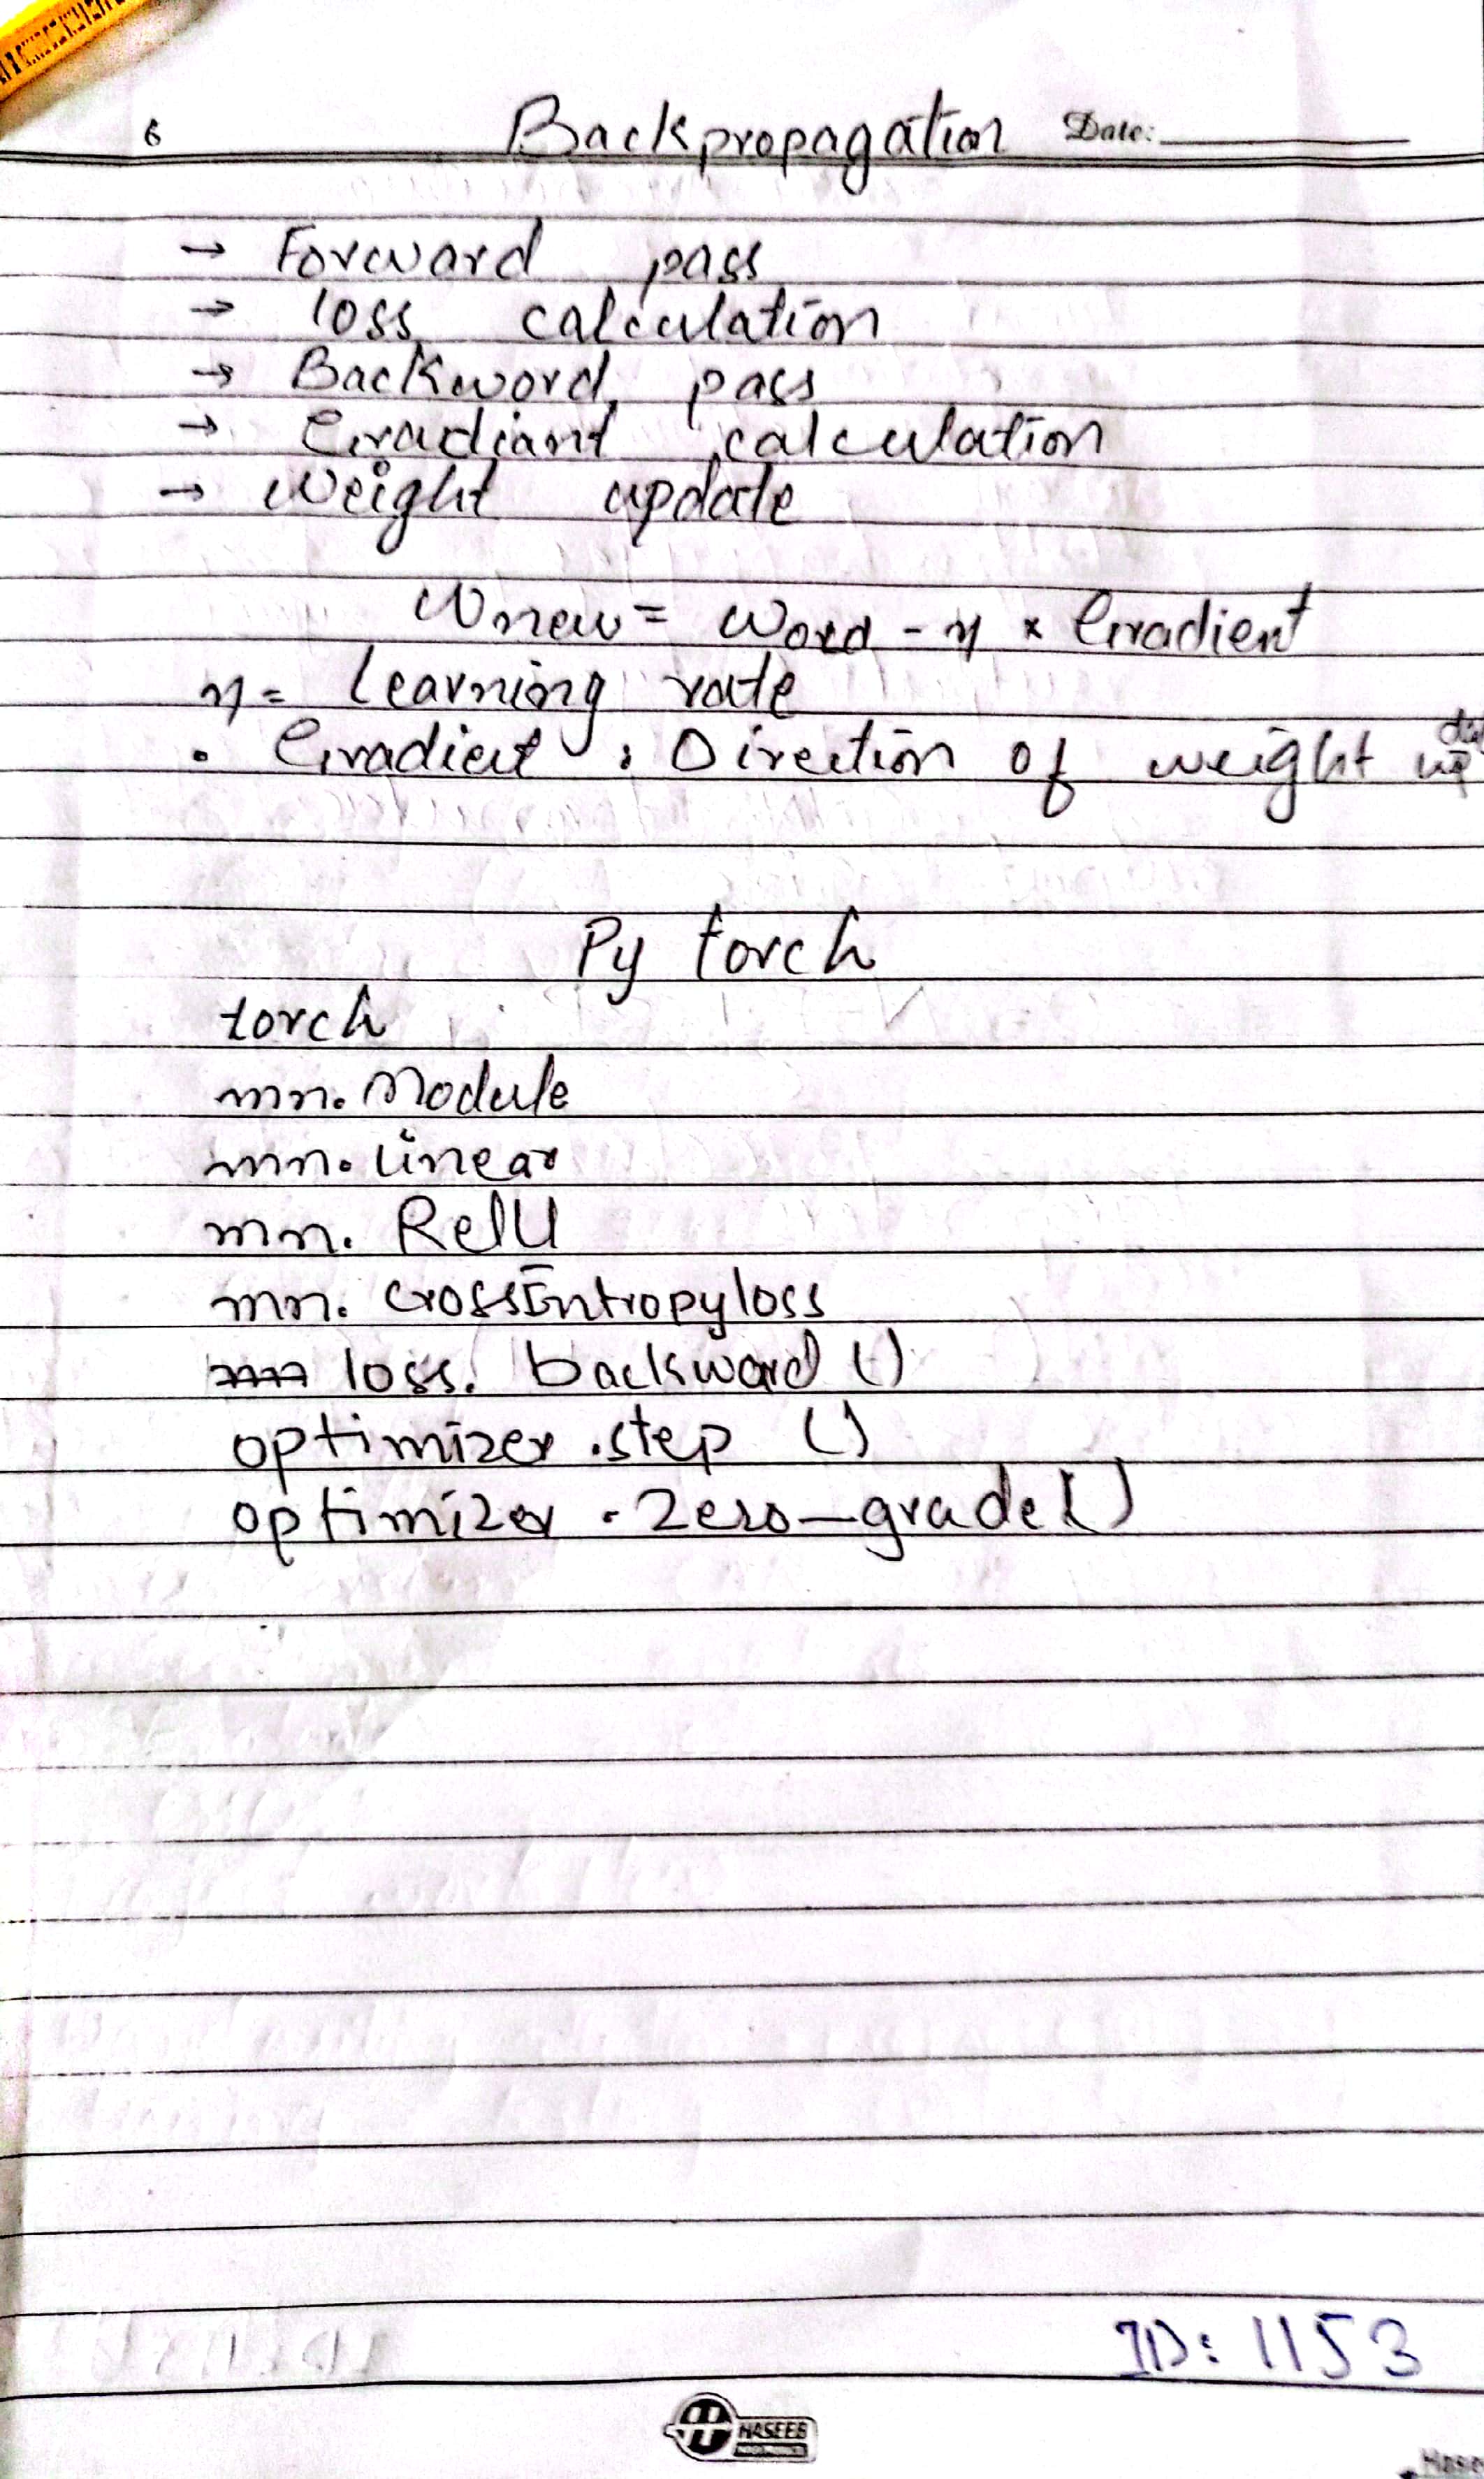 6 Backpropagation Date:
→ Forward pass
→ loss calculation
→ Backword pass
→ Gradiant calculation
→ Weight update
Wnew = Wold - η × Gradient
η = Learning rate
• Gradient : Direction of weight update
Py torch
torch
nn. Module
nn. linear
nn. RelU
nn. CrossEntropyloss
loss. backward ()
optimizer .step ()
optimizer . Zero_grade()
ID: 1153
HASEEB